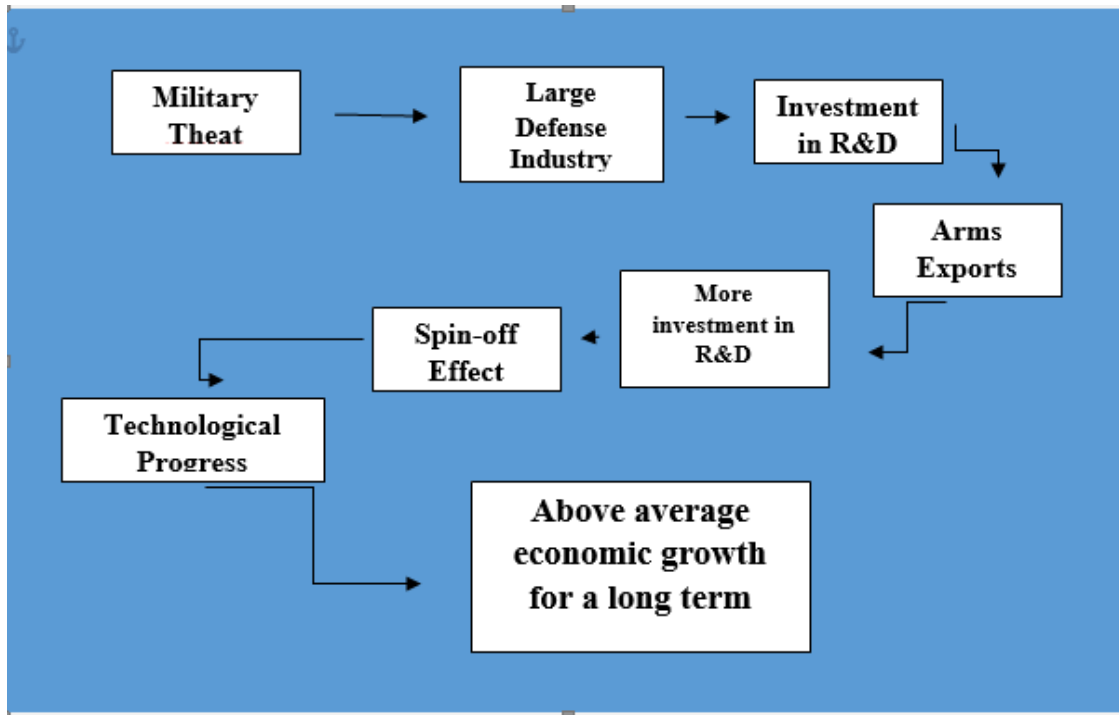 Military
Theat
Large
Defense
Industry
Investment
in R&D
Arms
Exports
More
investment in
R&D
Spin-off
Effect
Technological
Progress
Above average
economic growth
for a long term